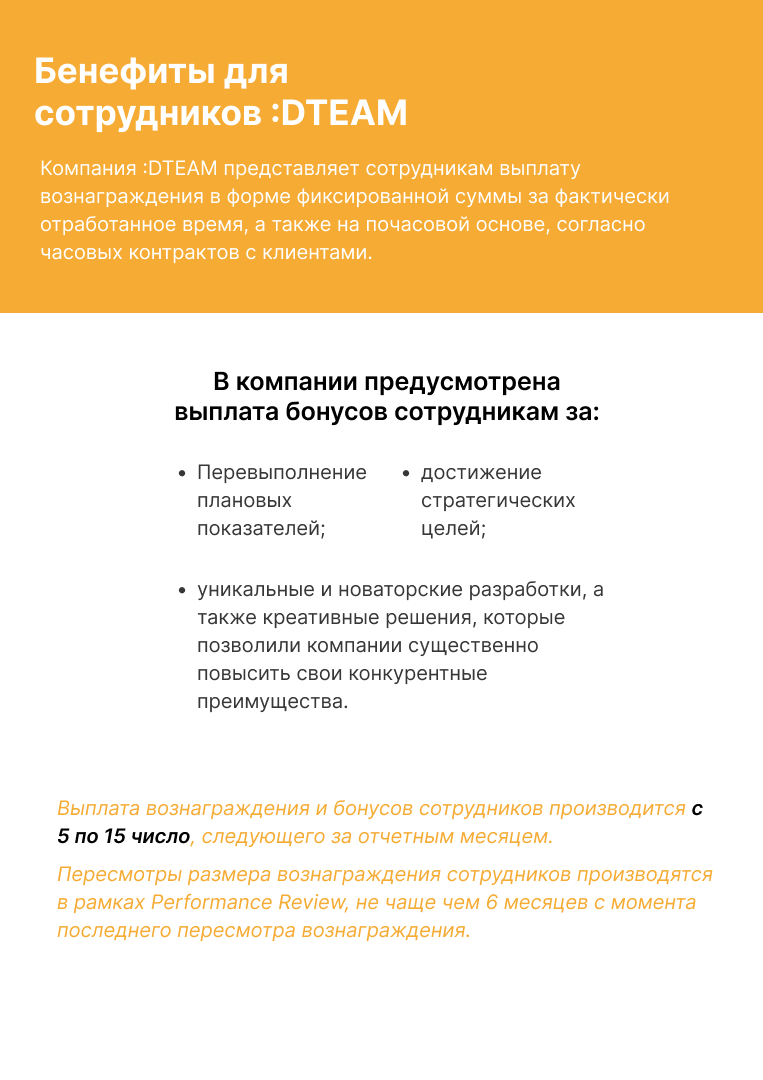 Бенефиты для
сотрудников :DTEAM
Компания :DTEAM представляет сотрудникам выплату
вознаграждения в форме фиксированной суммы за фактически
отработанное время, а также на почасовой основе, согласно
часовых контрактов с клиентами.
В компании предусмотрена
выплата бонусов сотрудникам за:
• Перевыполнение
плановых
показателей;
• достижение
стратегических
целей;
• уникальные и новаторские разработки, а
также креативные решения, которые
позволили компании существенно
повысить свои конкурентные
преимущества.
Выплата вознаграждения и бонусов сотрудников производится с
5 по 15 число, следующего за отчетным месяцем.
Пересмотры размера вознаграждения сотрудников производятся
в рамках Performance Review, не чаще чем 6 месяцев с момента
последнего пересмотра вознаграждения.